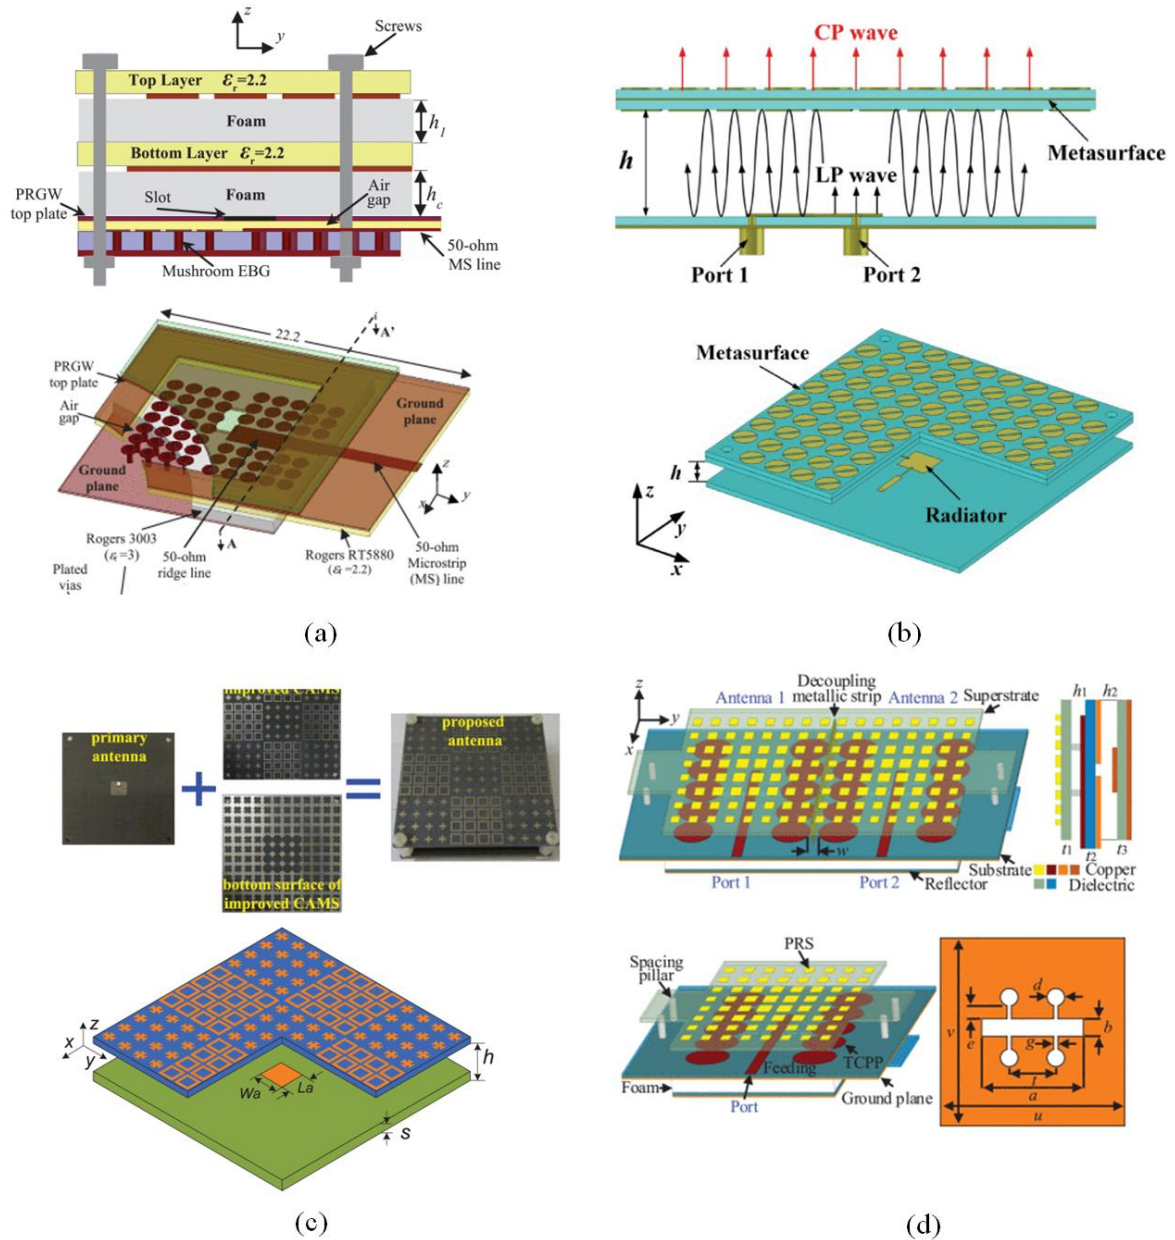 z
y
Screws
Top Layer Ɛr=2.2
Foam
h1
Bottom Layer Ɛr=2.2
Foam
hc
Air
gap
Slot
PRGW
top plate
50-ohm
MS line
Mushroom EBG
22.2
A'
PRGW
top plate
Air
gap
Ground
plane
Ground
plane
z
y
x
Rogers 3003
(εr=3)
50-ohm
ridge line
A
Rogers RT5880
(εr=2.2)
50-ohm
Microstrip
(MS) line
Plated
vias
(a)
CP wave
h
Metasurface
LP wave
Port 1
Port 2
Metasurface
h
Radiator
z
y
x
(b)
primary
antenna
improved CAMS
bottom surface of
improved CAMS
proposed
antenna
z
x
y
h
Wa
La
s
(c)
z
y
x
Antenna 1
Decoupling
metallic strip
Antenna 2
Superstrate
h1
h2
w
Port 1
Port 2
Reflector
Substrate
t1
t2
t3
Copper
Dielectric
PRS
Spacing
pillar
TCPP
Feeding
Foam
Port
Ground plane
d
v
e
b
g
t
a
u
(d)